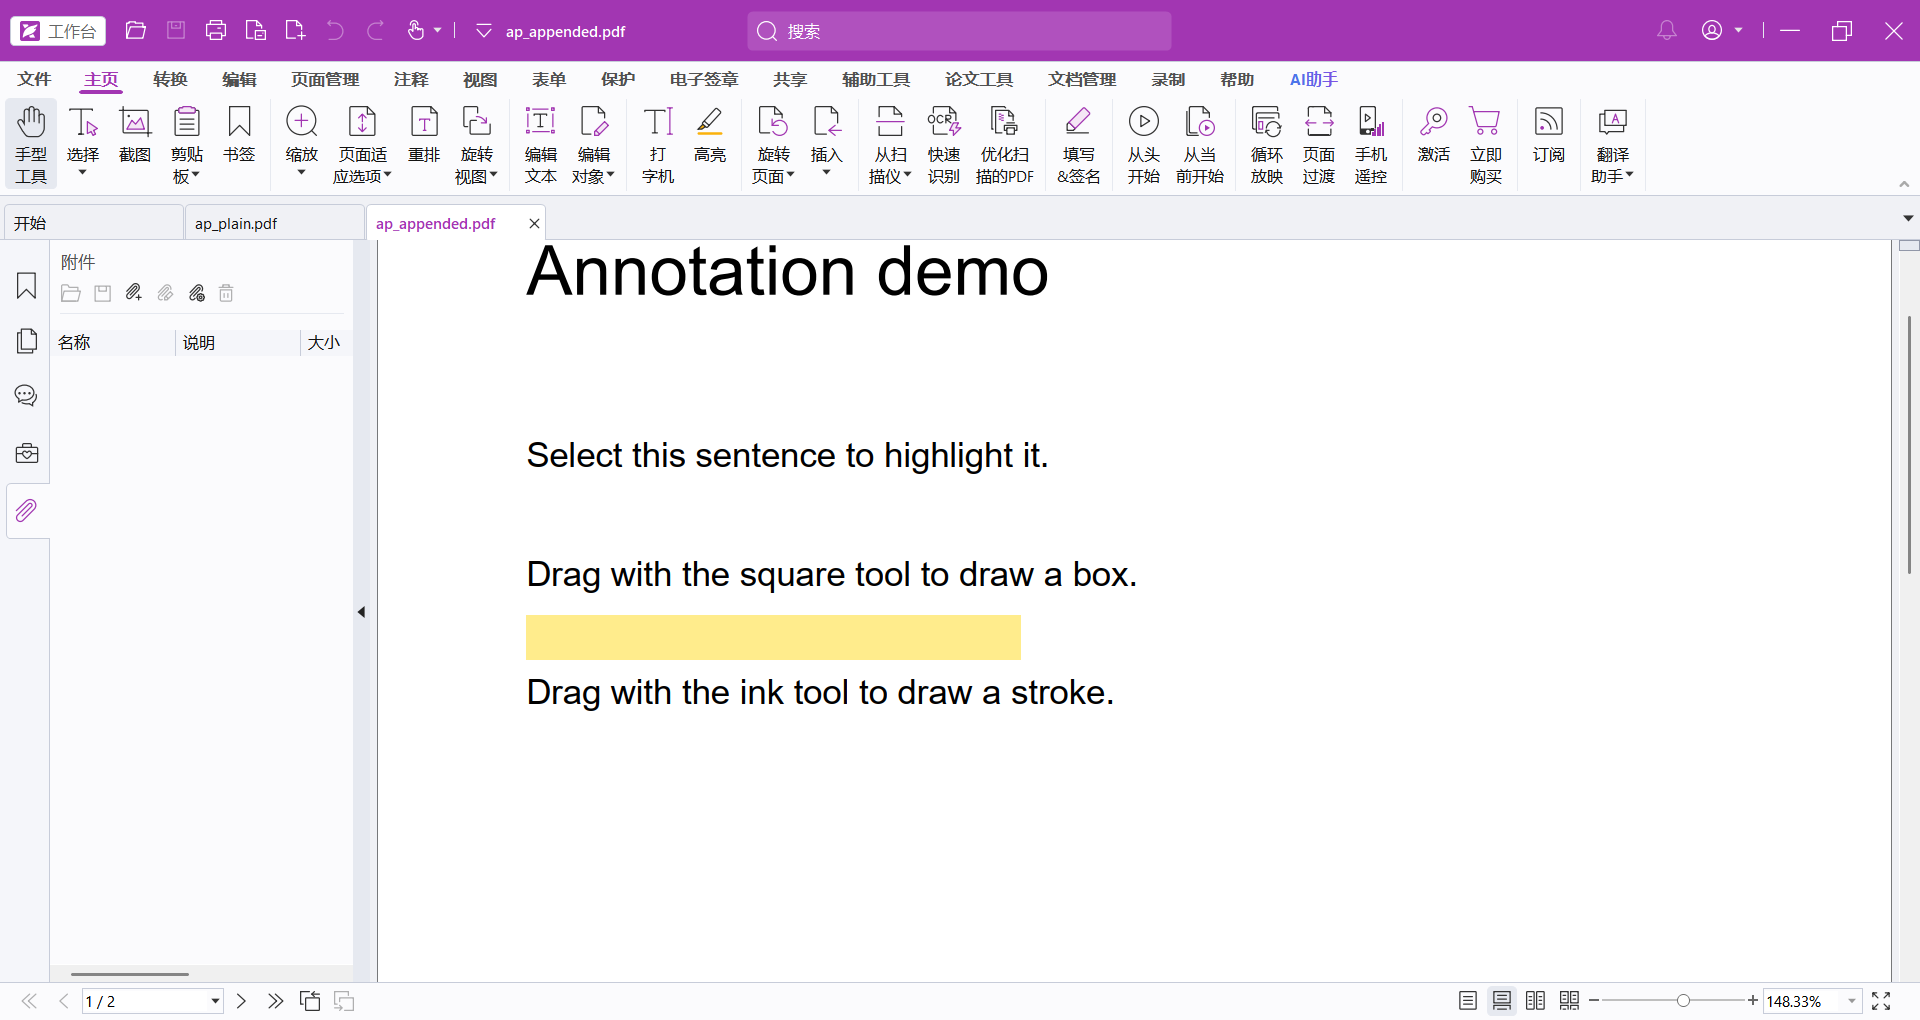 工作台
ap_appended.pdf
搜索
文件 主页 转换 编辑 页面管理 注释 视图 表单 保护 电子签章 共享 辅助工具 论文工具 文档管理 录制 帮助 AI助手
手型工具 选择 截图 剪贴板 书签 缩放 页面适应选项 重排 旋转视图 编辑文本 编辑对象 打字机 高亮 旋转页面 插入 从扫描仪 快速识别 优化扫描的PDF 填写&签名 从头开始 从当前开始 循环放映 页面过渡 手机遥控 激活 立即购买 订阅 翻译助手
开始 ap_plain.pdf ap_appended.pdf
附件
名称 说明 大小
Annotation demo
Select this sentence to highlight it.
Drag with the square tool to draw a box.
Drag with the ink tool to draw a stroke.
1 / 2
148.33%